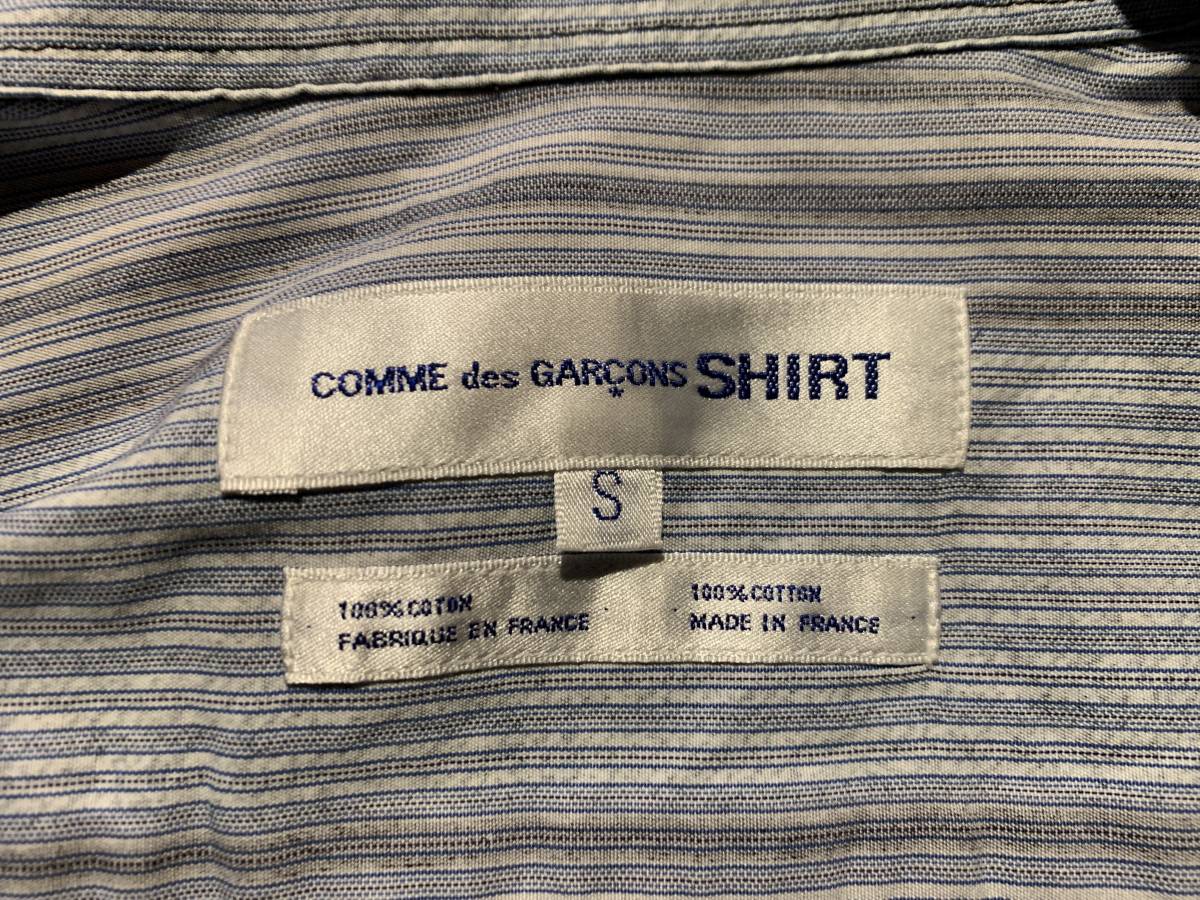 COMME des GARÇONS SHIRT
*
S
100% COTON
FABRIQUE EN FRANCE
100% COTTON
MADE IN FRANCE